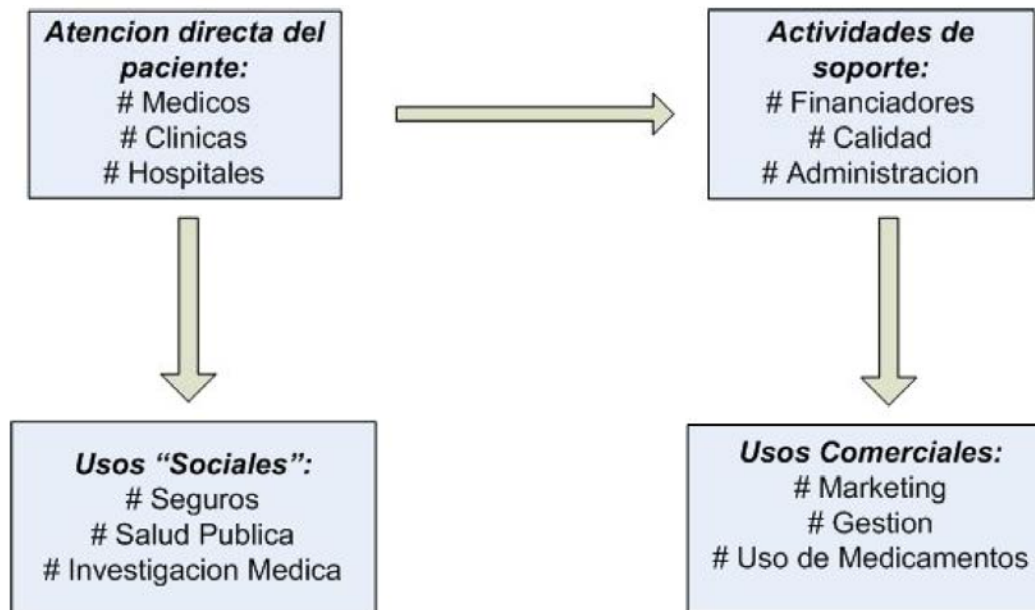 Atencion directa del
paciente:
# Medicos
# Clinicas
# Hospitales
Actividades de
soporte:
# Financiadores
# Calidad
# Administracion
Usos “Sociales”:
# Seguros
# Salud Publica
# Investigacion Medica
Usos Comerciales:
# Marketing
# Gestion
# Uso de Medicamentos